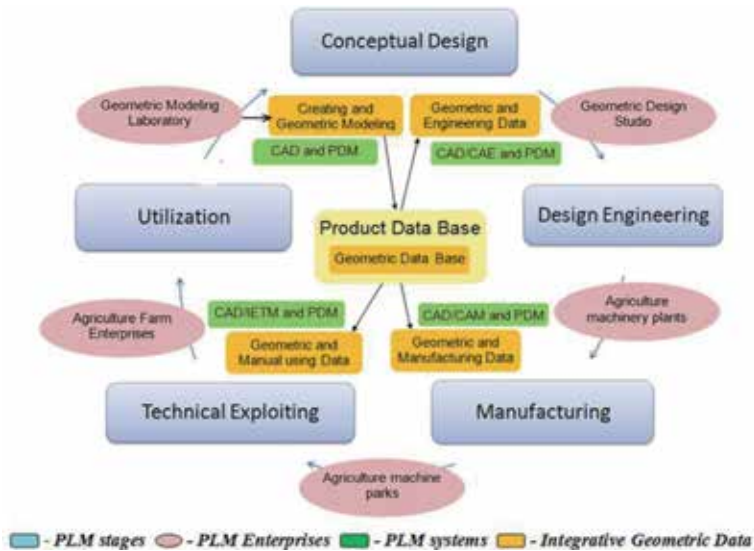 Conceptual Design
Geometric Modeling
Laboratory
Creating and
Geometric Modeling
Geometric and
Engineering Data
Geometric Design
Studio
CAD and PDM
CAD/CAE and PDM
Utilization
Product Data Base
Geometric Data Base
Design Engineering
Agriculture Farm
Enterprises
CAD/IETM and PDM
Geometric and
Manual using Data
CAD/CAM and PDM
Geometric and
Manufacturing Data
Agriculture
machinery plants
Technical Exploiting
Manufacturing
Agriculture machine
parks
- PLM stages - PLM Enterprises - PLM systems - Integrative Geometric Data